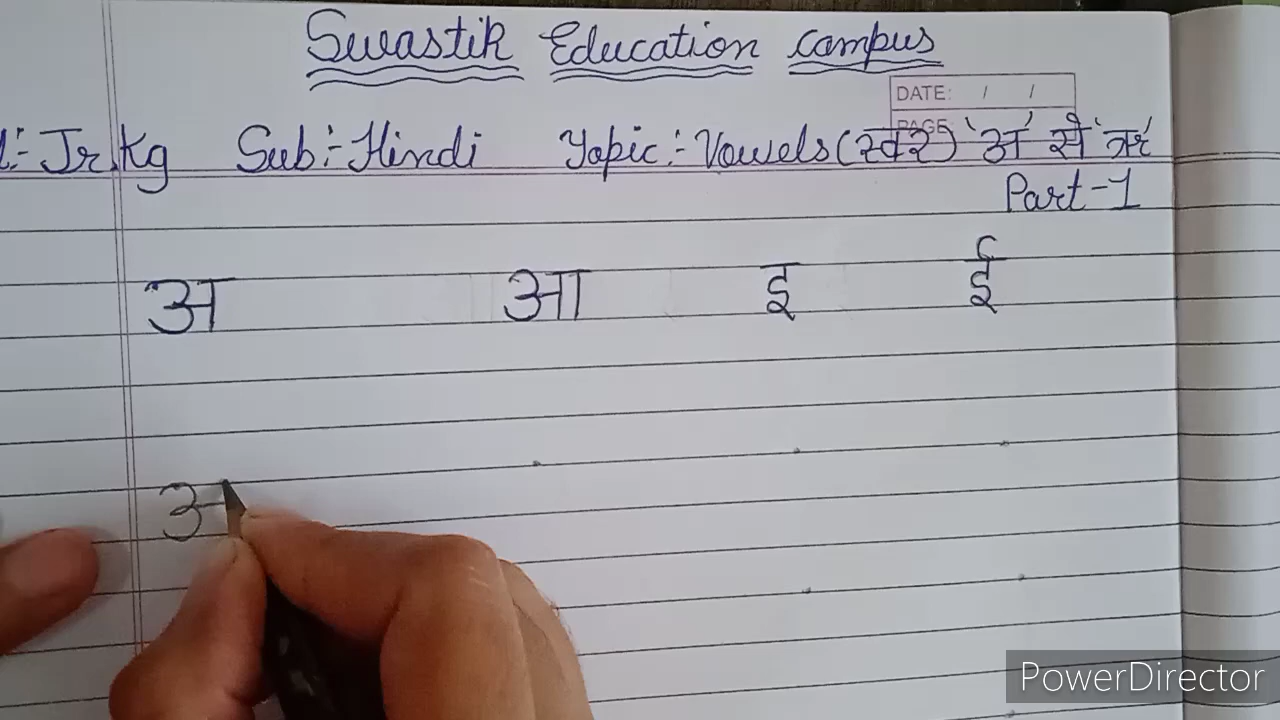 Swastik Education campus
DATE: / /
PAGE:
:- Jr.Kg Sub:- Hindi Topic:- Vowels (स्वर) 'अ' से 'अः'
Part-1
अ आ इ ई
अ
PowerDirector